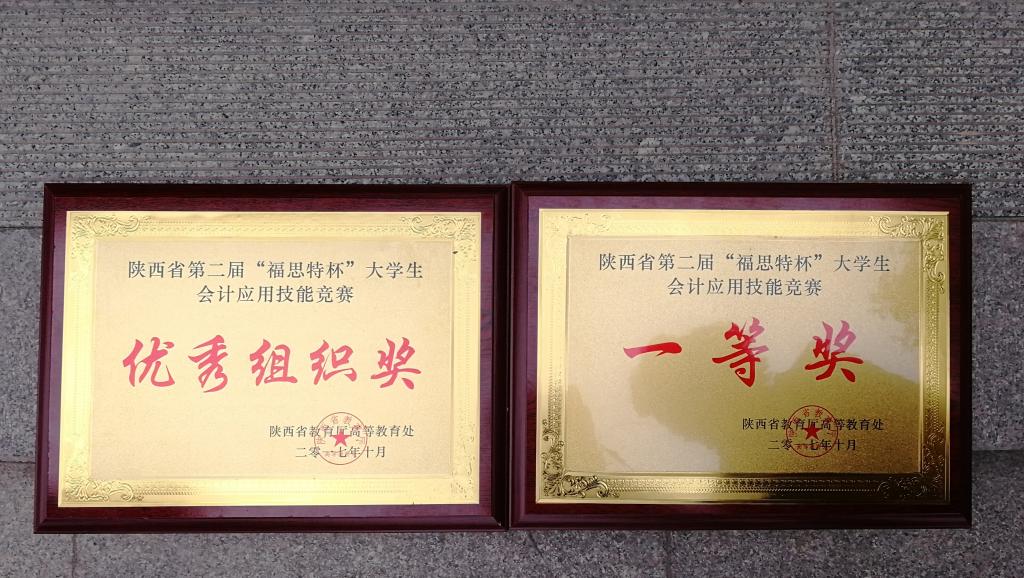 陕西省第二届“福思特杯”大学生
会计应用技能竞赛
优秀组织奖
陕西省教育厅高等教育处
二零一七年十月
陕西省第二届“福思特杯”大学生
会计应用技能竞赛
一等奖
陕西省教育厅高等教育处
二零一七年十月